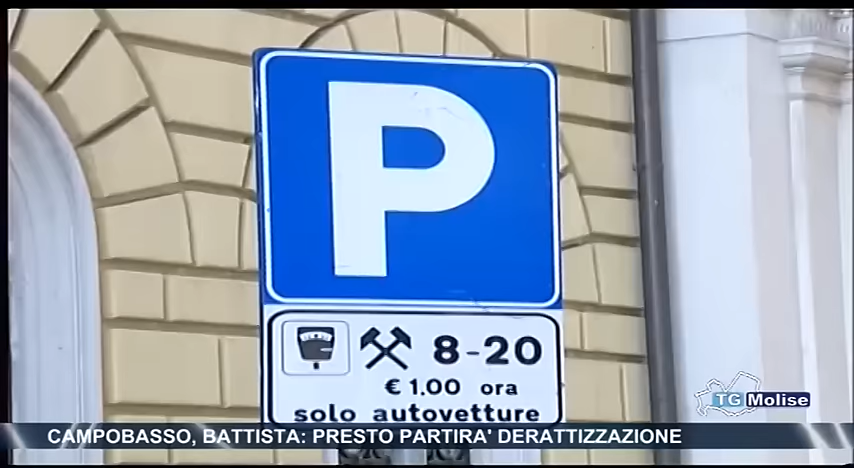 P
8-20
€ 1,00 ora
solo autovetture
TG Molise
CAMPOBASSO, BATTISTA: PRESTO PARTIRA' DERATTIZZAZIONE